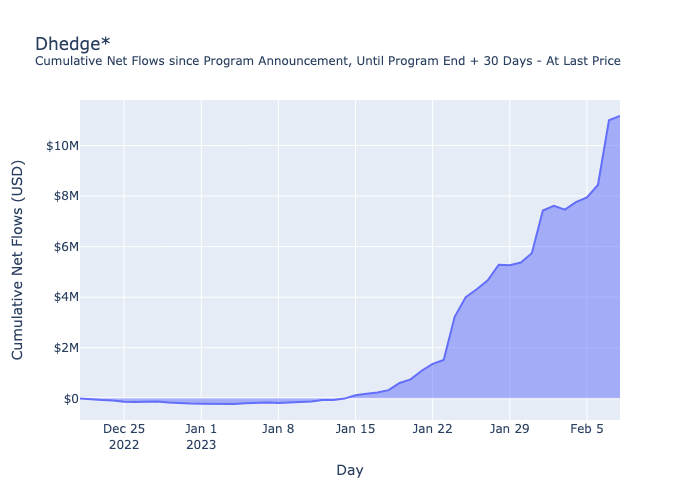 Dhedge*
Cumulative Net Flows since Program Announcement, Until Program End + 30 Days - At Last Price
Cumulative Net Flows (USD)
$10M
$8M
$6M
$4M
$2M
$0
Dec 25
2022
Jan 1
2023
Jan 8
Jan 15
Jan 22
Jan 29
Feb 5
Day